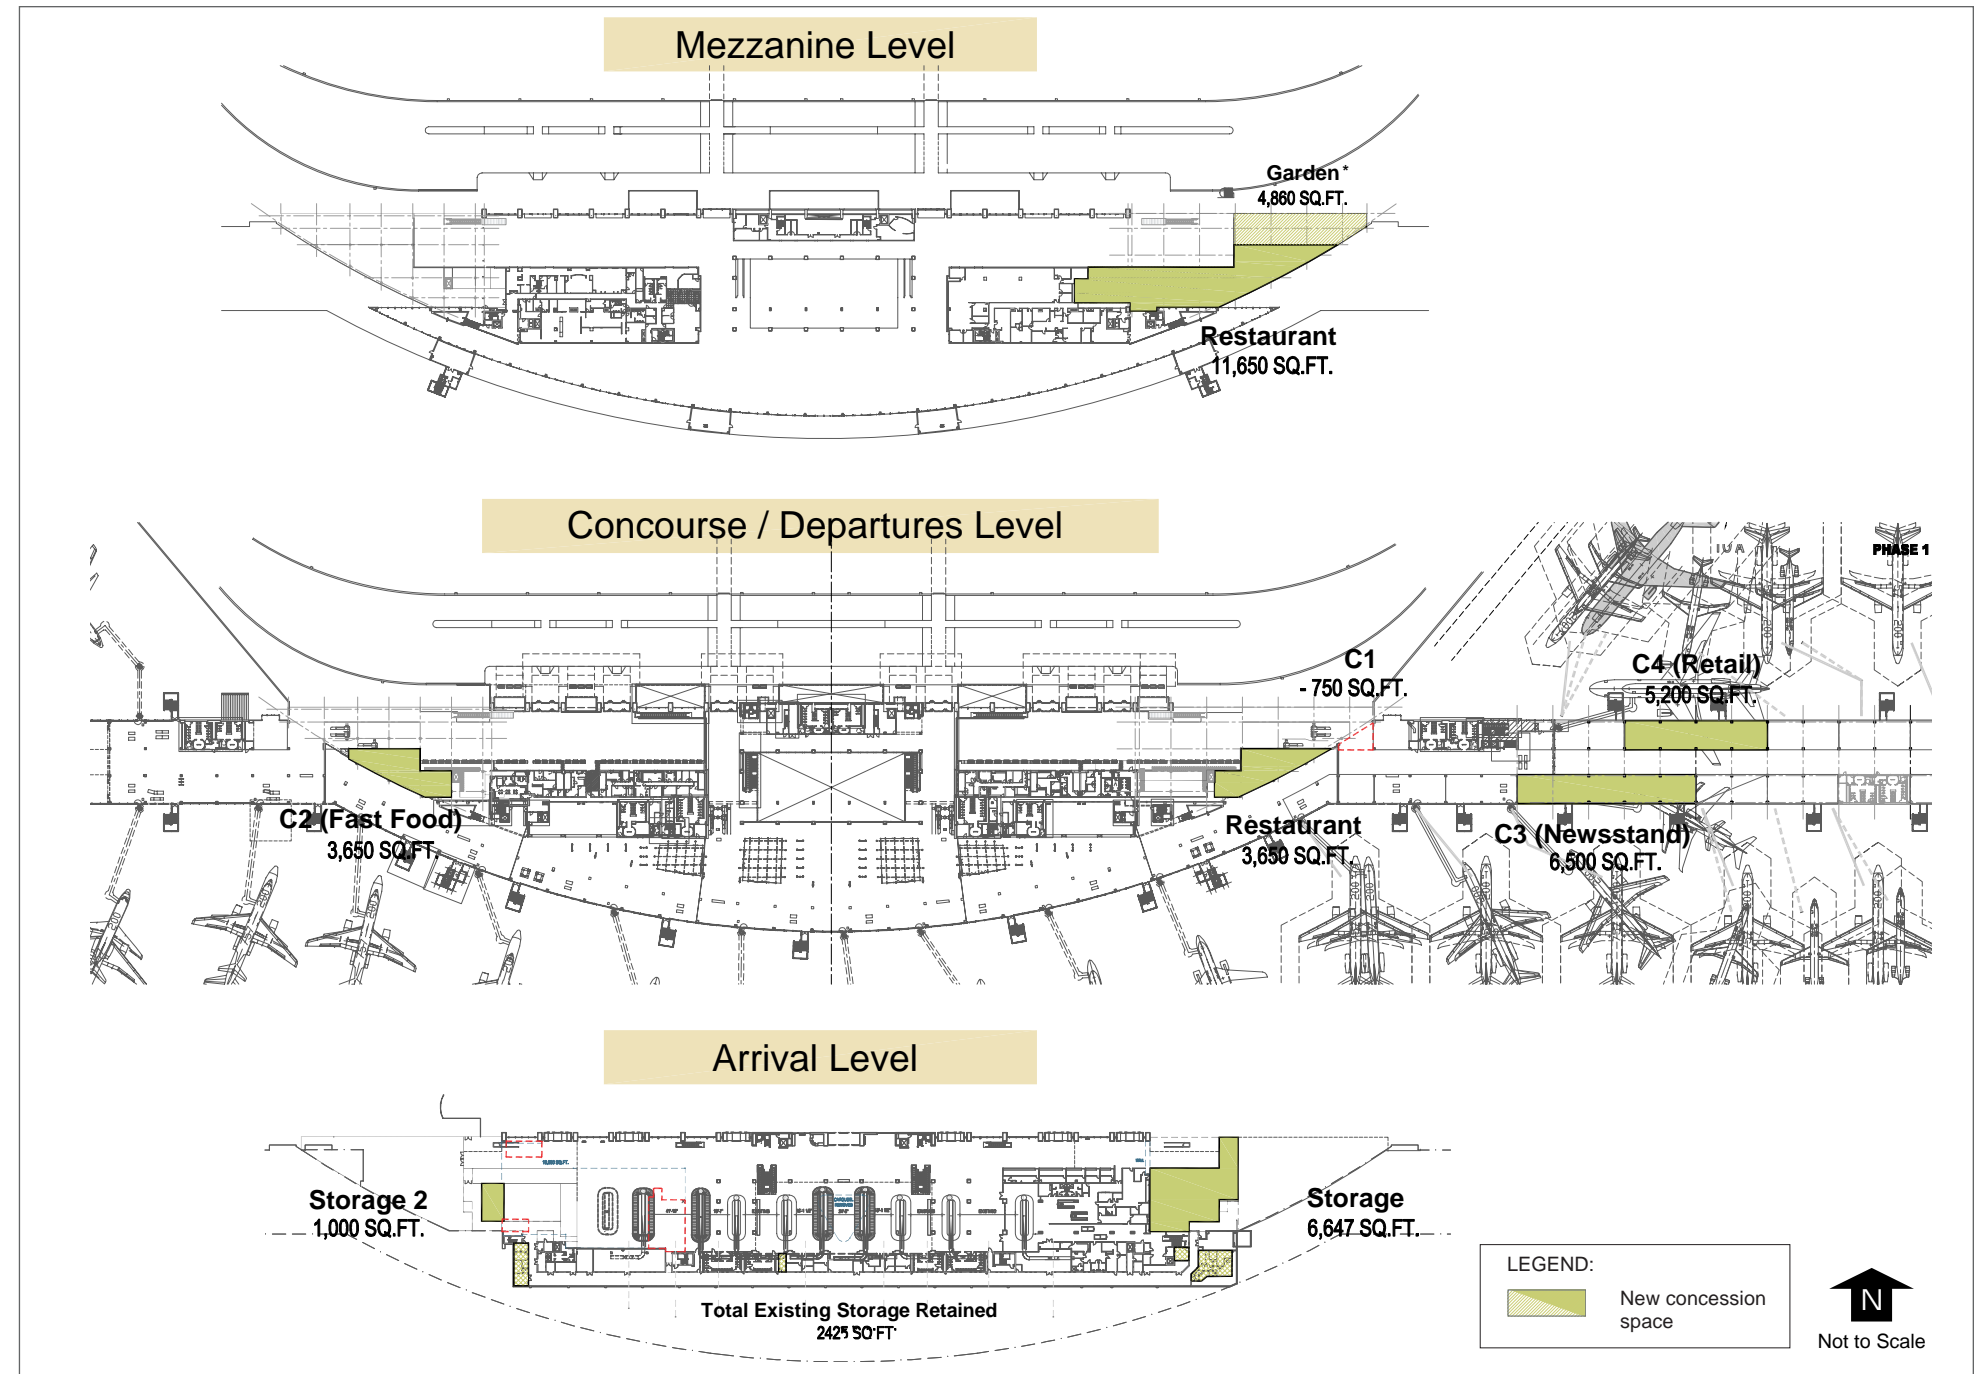 Mezzanine Level
Garden*
4,860 SQ.FT.
Restaurant
11,650 SQ.FT.
Concourse / Departures Level
PHASE 1
C1
- 750 SQ.FT.
C4 (Retail)
5,200 SQ.FT.
C2 (Fast Food)
3,650 SQ.FT.
Restaurant
3,650 SQ.FT.
C3 (Newsstand)
6,500 SQ.FT.
Arrival Level
Storage 2
1,000 SQ.FT.
Storage
6,647 SQ.FT.
Total Existing Storage Retained
2425 SQ.FT.
LEGEND:
New concession
space
N
Not to Scale